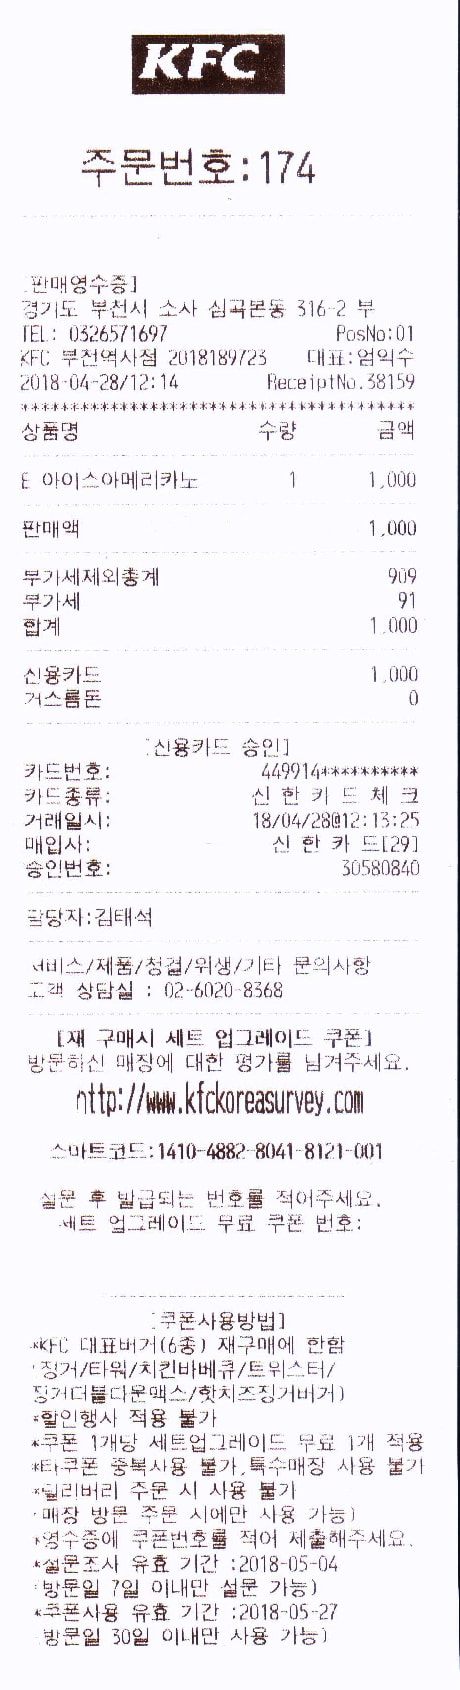 KFC
주문번호:174
[판매영수증]
경기도 부천시 소사 심곡본동 316-2 부
TEL: 0326571697 PosNo:01
KFC 부천역사점 2018189723 대표:엄익수
2018-04-28/12:14 ReceiptNo.38159
****************************************
상품명 수량 금액
E 아이스아메리카노 1 1,000
판매액 1,000
부가세제외총계 909
부가세 91
합계 1,000
신용카드 1,000
거스름돈 0
[신용카드 승인]
카드번호: 449914**********
카드종류: 신 한 카 드 체 크
거래일시: 18/04/28@12:13:25
매입사: 신 한 카 드[29]
승인번호: 30580840
담당자:김태석
서비스/제품/청결/위생/기타 문의사항
고객 상담실 : 02-6020-8368
[재 구매시 세트 업그레이드 쿠폰]
방문하신 매장에 대한 평가를 남겨주세요.
http://www.kfckoreasurvey.com
스마트코드:1410-4882-8041-8121-001
설문 후 발급되는 번호를 적어주세요.
세트 업그레이드 무료 쿠폰 번호:
[쿠폰사용방법]
*KFC 대표버거(6종) 재구매에 한함
(징거/타워/치킨바베큐/트위스터/
징거더블다운맥스/핫치즈징거버거)
*할인행사 적용 불가
*쿠폰 1개당 세트업그레이드 무료 1개 적용
*타쿠폰 중복사용 불가,특수매장 사용 불가
*딜리버리 주문 시 사용 불가
(매장 방문 주문 시에만 사용 가능)
*영수증에 쿠폰번호를 적어 제출해주세요.
*설문조사 유효 기간 :2018-05-04
(방문일 7일 이내만 설문 가능)
*쿠폰사용 유효 기간 :2018-05-27
(방문일 30일 이내만 사용 가능)